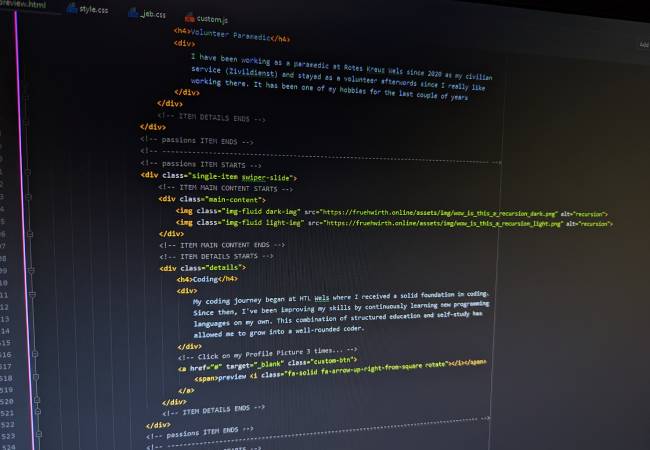 preview.html style.css _jeb.css custom.js
<h4>Volunteer Paramedic</h4>
<div>
I have been working as a paramedic at Rotes Kreuz Wels since 2020 as my civilian
service (Zivildienst) and stayed as a volunteer afterwords since I really like
working there. It has been one of my hobbies for the last couple of years
</div>
</div>
<!-- ITEM DETAILS ENDS -->
</div>
<!-- passions ITEM ENDS -->
<!-- ------------------------------------------------------------------ -->
<!-- passions ITEM STARTS -->
<div class="single-item swiper-slide">
<!-- ITEM MAIN CONTENT STARTS -->
<div class="main-content">
<img class="img-fluid dark-img" src="https://fruehwirth.online/assets/img/wow_is_this_a_recursion_dark.png" alt="recursion">
<img class="img-fluid light-img" src="https://fruehwirth.online/assets/img/wow_is_this_a_recursion_light.png" alt="recursion">
</div>
<!-- ITEM MAIN CONTENT ENDS -->
<!-- ITEM DETAILS STARTS -->
<div class="details">
<h4>Coding</h4>
<div>
My coding journey began at HTL Wels where I received a solid foundation in coding.
Since then, I've been improving my skills by continuously learning new programming
languages on my own. This combination of structured education and self-study has
allowed me to grow into a well-rounded coder.
</div>
516 <!-- Click on my Profile Picture 3 times... -->
517 <a href="#" target="_blank" class="custom-btn">
518 <span>preview <i class="fa-solid fa-arrow-up-right-from-square rotate"></i></span>
519 </a>
520 </div>
521 <!-- ITEM DETAILS ENDS -->
522 </div>
523 <!-- passions ITEM ENDS -->
524 <!-- ------------------------------------------------------------------ -->